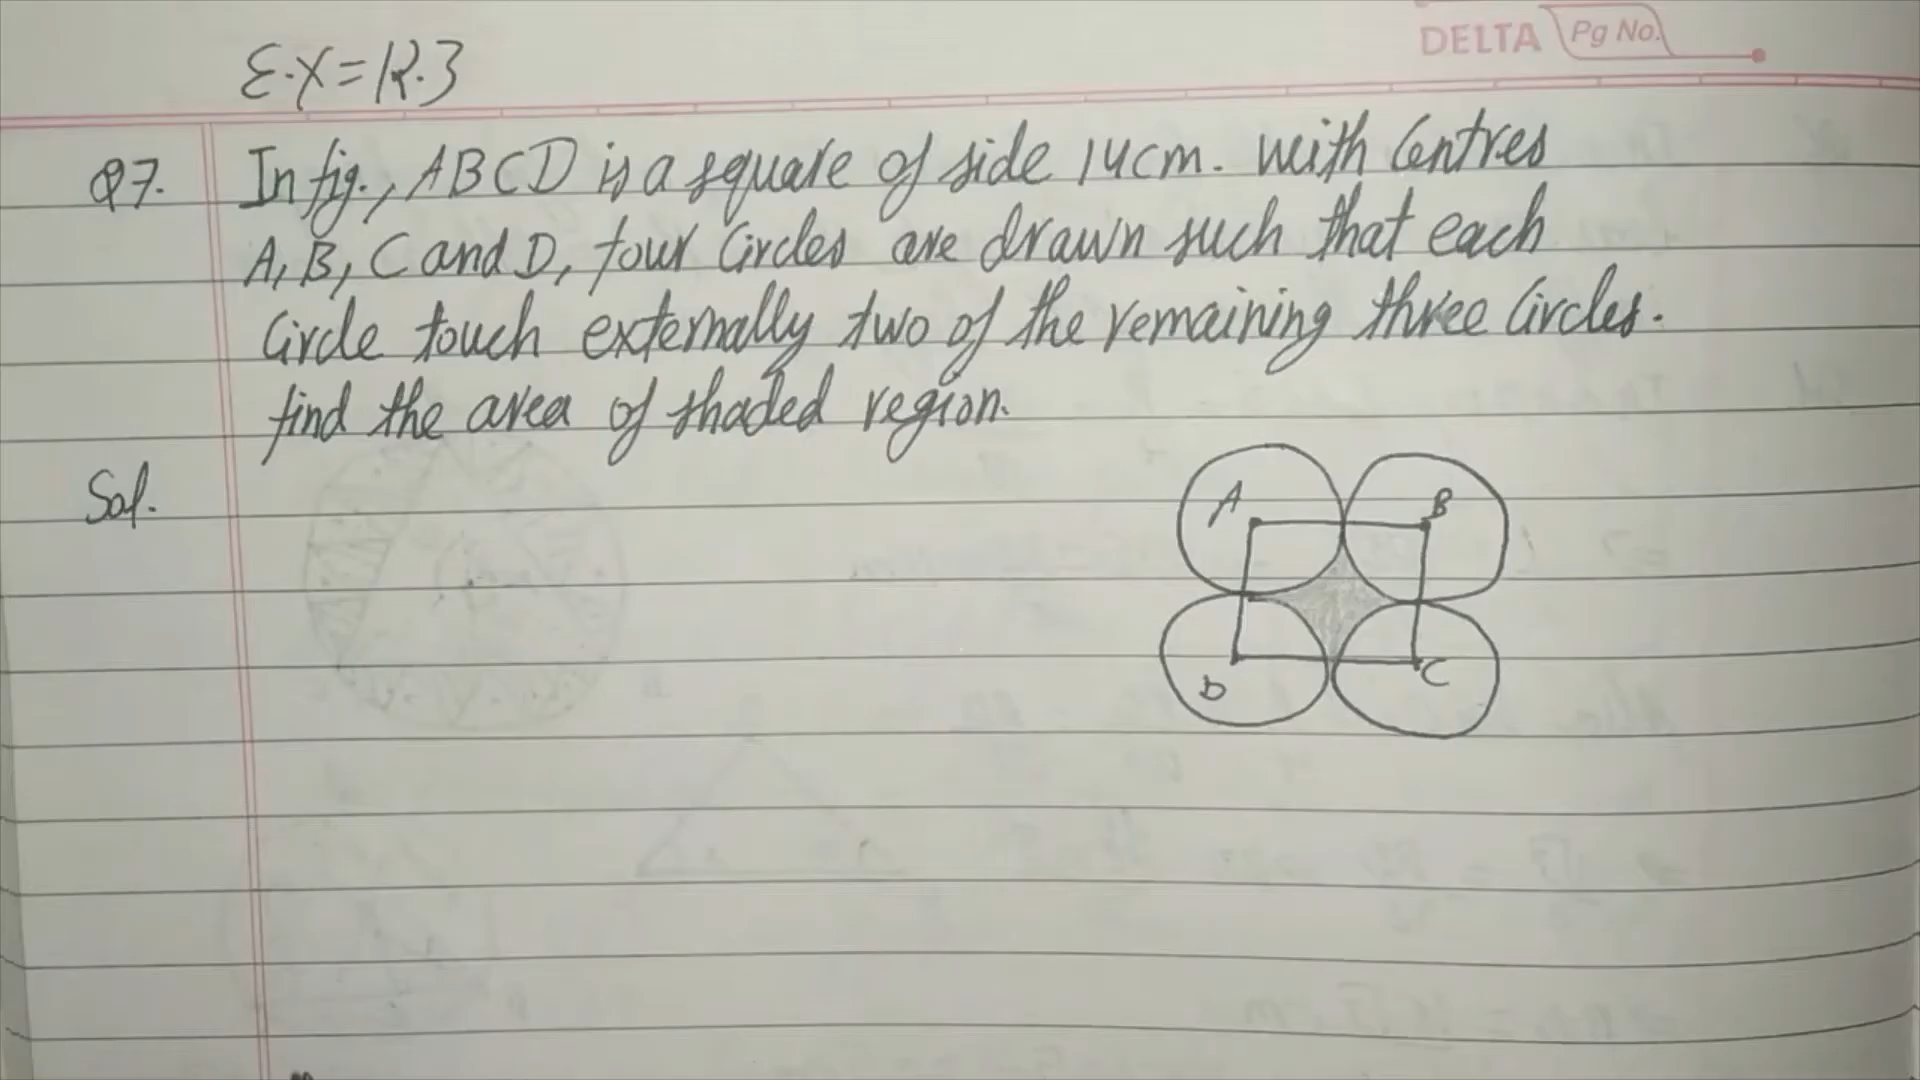 DELTA Pg No.
E.X=12.3
Q7. In fig., ABCD is a square of side 14cm. with Centres
A, B, C and D, four Circles are drawn such that each
Circle touch externally two of the remaining three Circles.
find the area of shaded region.
Sol.
A B
D C